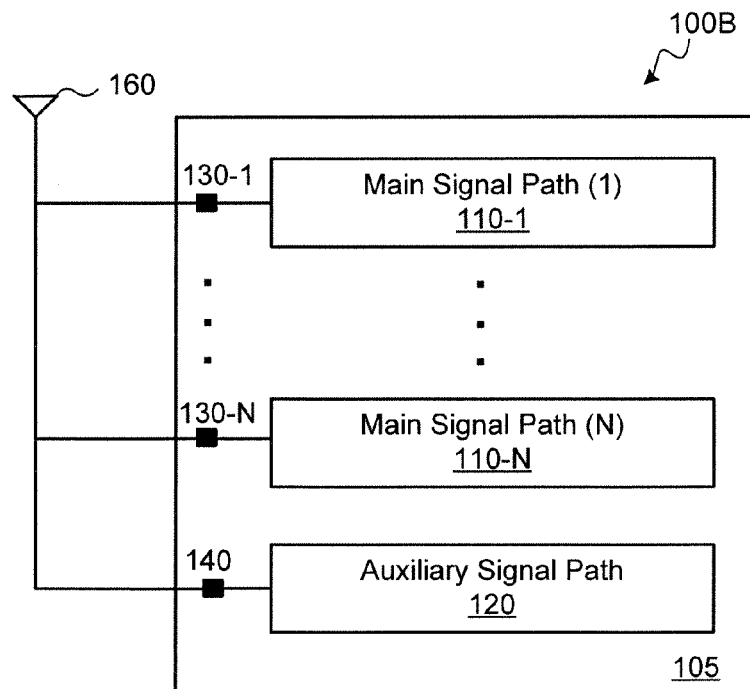 100B
160
130-1
Main Signal Path (1)
110-1
130-N
Main Signal Path (N)
110-N
140
Auxiliary Signal Path
120
105